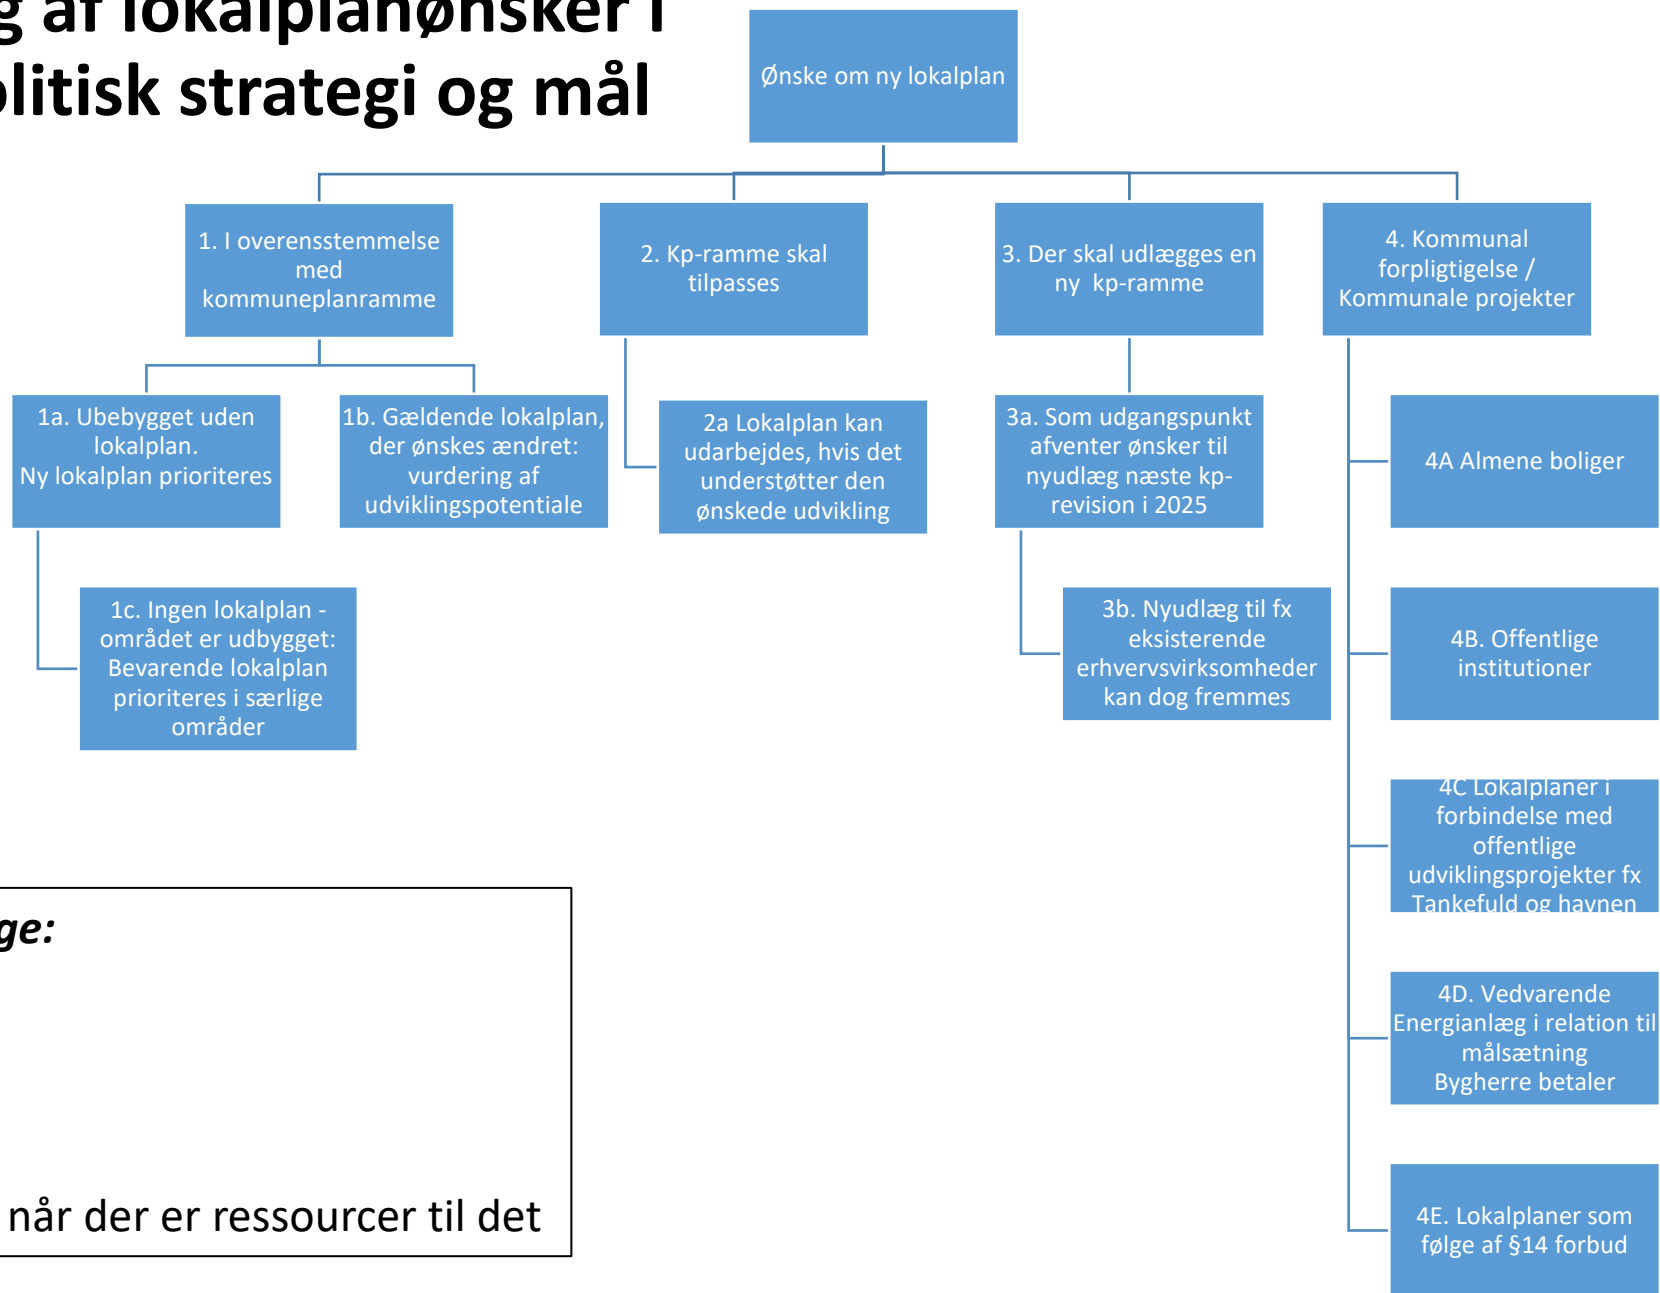 af lokalplanønsker i
strategi og mål
Ønske om ny lokalplan
1. I overensstemmelse
med
kommuneplanramme
2. Kp-ramme skal
tilpasses
3. Der skal udlægges en
ny kp-ramme
4. Kommunal
forpligtigelse /
Kommunale projekter
1a. Ubebygget uden
lokalplan.
Ny lokalplan prioriteres
1b. Gældende lokalplan,
der ønskes ændret:
vurdering af
udviklingspotentiale
1c. Ingen lokalplan -
området er udbygget:
Bevarende lokalplan
prioriteres i særlige
områder
2a Lokalplan kan
udarbejdes, hvis det
understøtter den
ønskede udvikling
3a. Som udgangspunkt
afventer ønsker til
nyudlæg næste kp-
revision i 2025
3b. Nyudlæg til fx
eksisterende
erhvervsvirksomheder
kan dog fremmes
4A Almene boliger
4B. Offentlige
institutioner
4C Lokalplaner i
forbindelse med
offentlige
udviklingsprojekter fx
Tankefuld og havnen
4D. Vedvarende
Energianlæg i relation til
målsætning
Bygherre betaler
4E. Lokalplaner som
følge af §14 forbud
når der er ressourcer til det